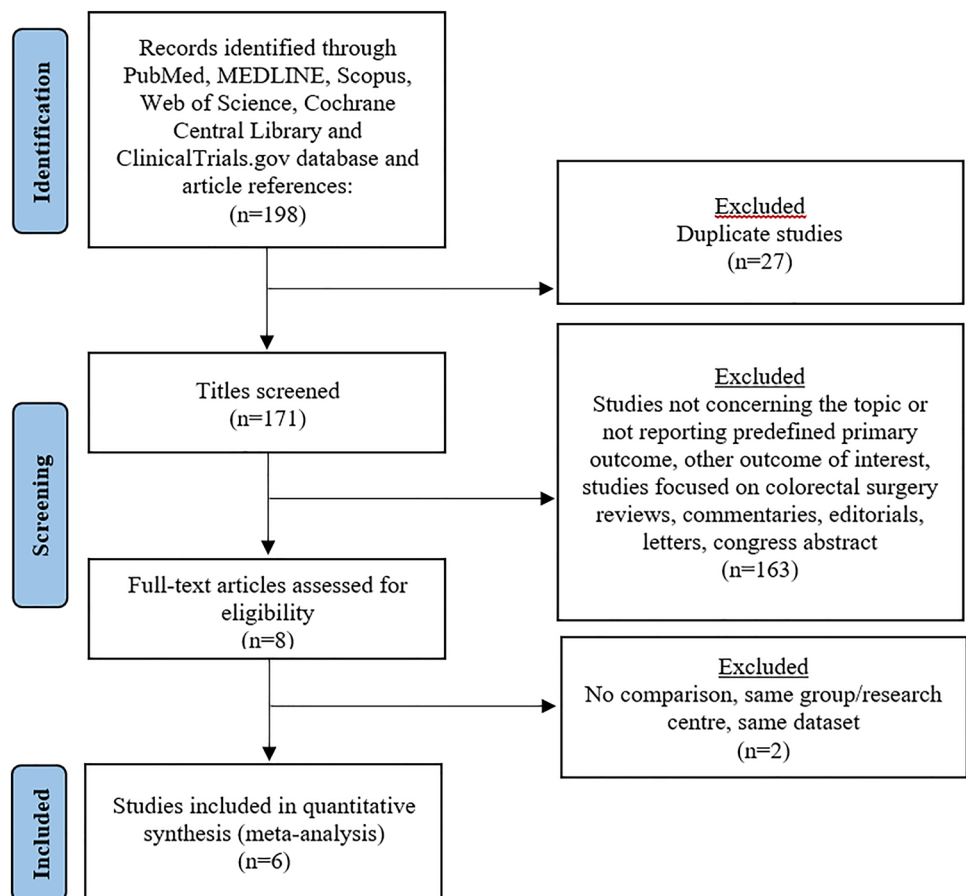 Identification
Records identified through
PubMed, MEDLINE, Scopus,
Web of Science, Cochrane
Central Library and
ClinicalTrials.gov database and
article references:
(n=198)
Excluded
Duplicate studies
(n=27)
Screening
Titles screened
(n=171)
Excluded
Studies not concerning the topic or
not reporting predefined primary
outcome, other outcome of interest,
studies focused on colorectal surgery
reviews, commentaries, editorials,
letters, congress abstract
(n=163)
Full-text articles assessed for
eligibility
(n=8)
Excluded
No comparison, same group/research
centre, same dataset
(n=2)
Included
Studies included in quantitative
synthesis (meta-analysis)
(n=6)